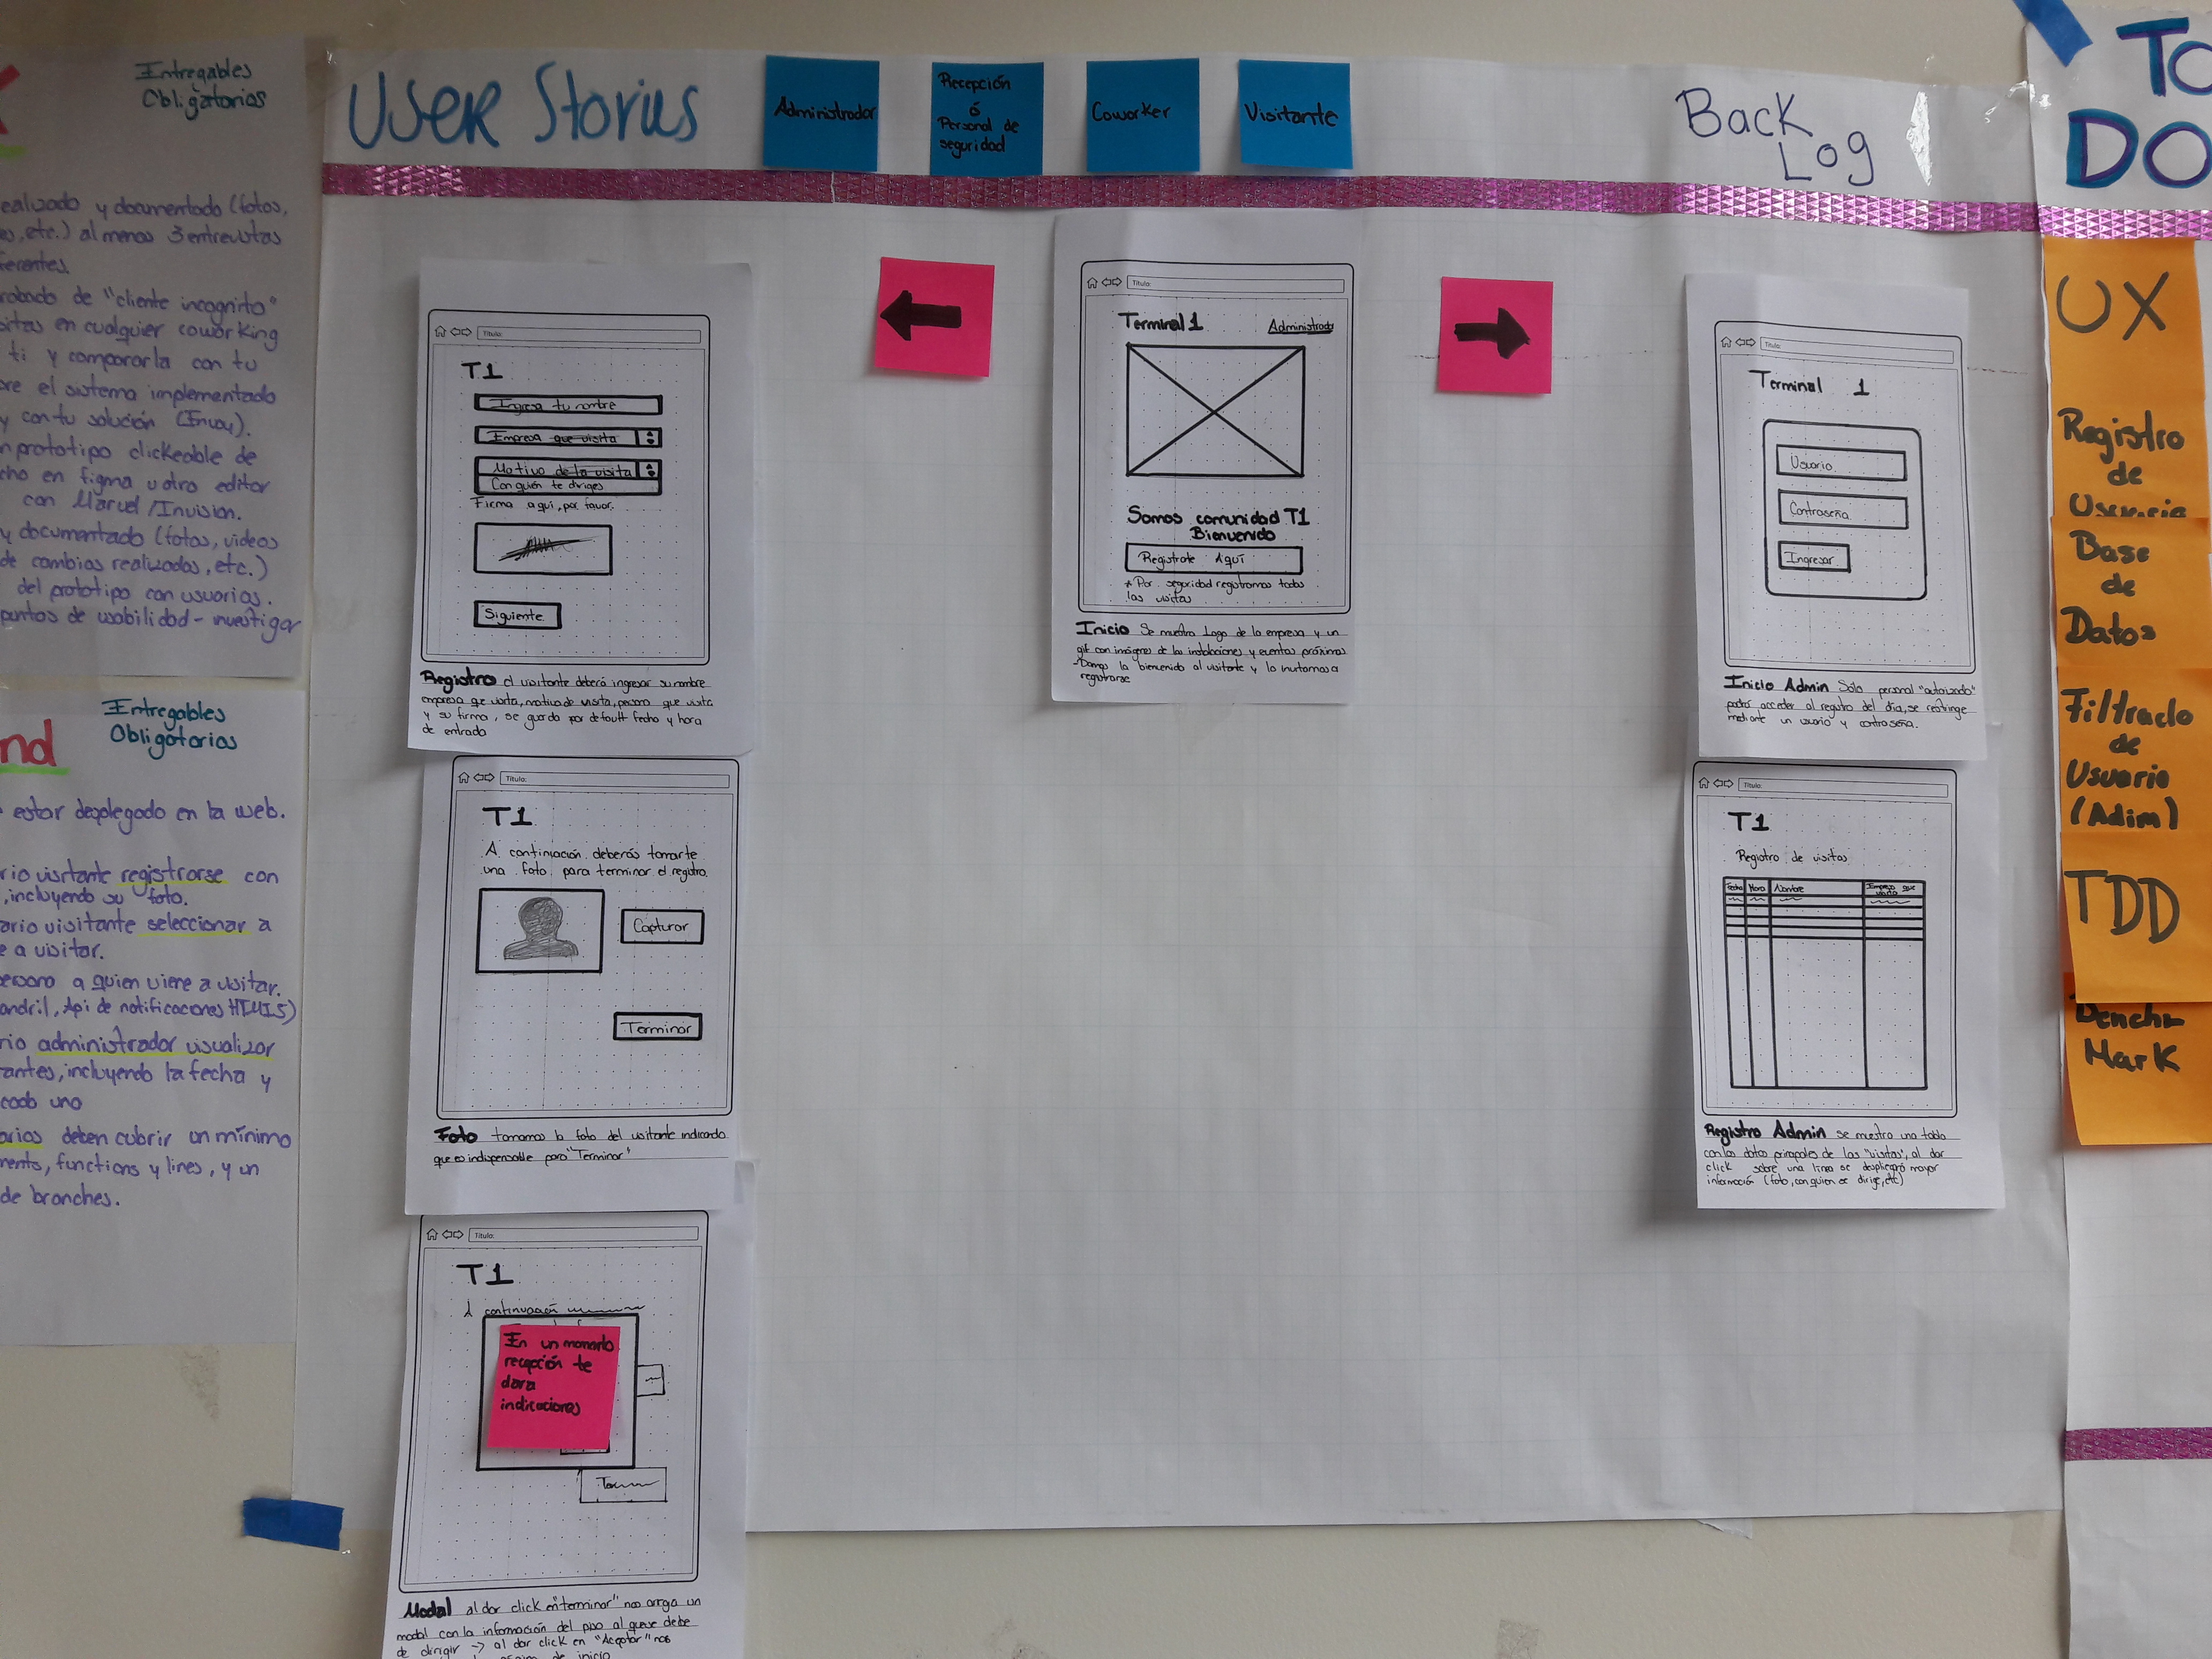 Entregables
Obligatorios
ealizado y documentado (fotos,
es, etc.) al menos 3 entrevistas
ferentes.
robado de "cliente incognito"
sitas en cualquier coworking
ti y compararla con tu
bre el sistema implementado
y con tu solución (Envoy).
n prototipo clickeable de
cho en figma u otro editor
con Marvel/Invision.
y documentado (fotos, videos
de cambios realizados, etc.)
del prototipo con usuarios.
puntos de usabilidad - investigar
Entregables
Obligatorios
nd
estar desplegado en la web.
rio visitante registrarse con
, incluyendo su foto.
ario visitante seleccionar a
e a visitar.
persona a quien viene a visitar.
andril, Api de notificaciones HTML5)
rio administrador visualizar
antes, incluyendo la fecha y
cada uno
arios deben cubrir un mínimo
ments, functions y lines, y un
de branches.
USER Stories
Administrador
Recepción
ó
Personal de
seguridad
Coworker
Visitante
Back
Log
Titulo:
T1
Ingresa tu nombre
Empresa que visita
Motivo de la visita
Con quién te diriges
Firma aquí, por favor.
Siguiente
Registro el visitante deberá ingresar su nombre
empresa que visita, motivo de visita, persona que visita
y su firma, se guarda por default fecha y hora
de entrada
Titulo:
T1
A continuación deberás tomarte
una foto para terminar el registro.
Capturar
Terminar
Foto tomamos la foto del visitante indicando
que es indispensable para "Terminar"
Titulo:
T1
A continuación
En un momento
recepción te
dara
indicaciones
Modal al dar click en "terminar" nos arroja un
modal con la información del piso al que se debe
de dirigir -> al dar click en "Aceptar" nos
de inicio
Titulo:
Terminal 1
Administrador
Somos comunidad T1
Bienvenido
Registrate Aquí
* Por seguridad registramos todas
las visitas
Inicio Se muestra Logo de la empresa y un
gif con imágenes de las instalaciones y eventos próximos
- Damos la bienvenida al visitante y lo invitamos a
registrarse
Titulo:
Terminal 1
Usuario
Contraseña
Ingresar
Inicio Admin Sólo personal "autorizado"
podrá acceder al registro del día, se restringe
mediante un usuario y contraseña.
Titulo:
T1
Registro de visitas
Fecha Hora Nombre Empresa que visita
Registro Admin se muestra una tabla
con los datos principales de las "visitas", al dar
click sobre una línea se desplegará mayor
información (foto, con quien se dirige, etc)
TO
DO
UX
Registro
de
Usuario
Base
de
Datos
Filtrado
de
Usuario
(Adim)
TDD
Bench
Mark